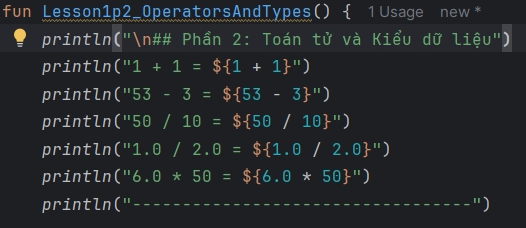 fun Lesson1p2_OperatorsAndTypes() { 1 Usage new *
println("\n## Phần 2: Toán tử và Kiểu dữ liệu")
println("1 + 1 = ${1 + 1}")
println("53 - 3 = ${53 - 3}")
println("50 / 10 = ${50 / 10}")
println("1.0 / 2.0 = ${1.0 / 2.0}")
println("6.0 * 50 = ${6.0 * 50}")
println("----------------------------------")